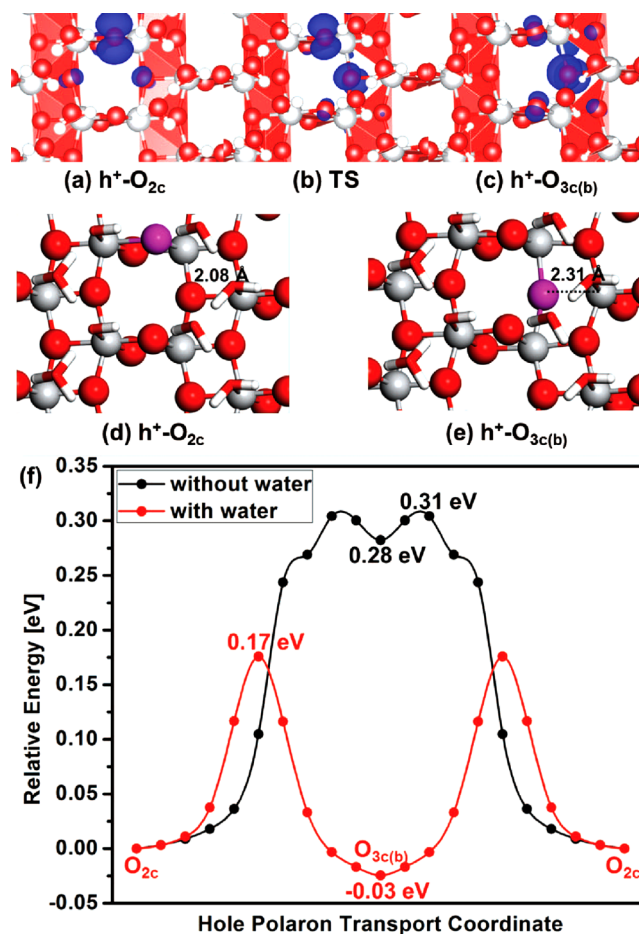 (a) h⁺-O₂c (b) TS (c) h⁺-O₃c(b)
2.08 Å 2.31 Å
(d) h⁺-O₂c (e) h⁺-O₃c(b)
(f)
without water
with water
0.35
0.30
0.25
0.20
0.15
0.10
0.05
0.00
-0.05
Relative Energy [eV]
0.31 eV
0.28 eV
0.17 eV
O₂c
O₃c(b)
-0.03 eV
O₂c
Hole Polaron Transport Coordinate